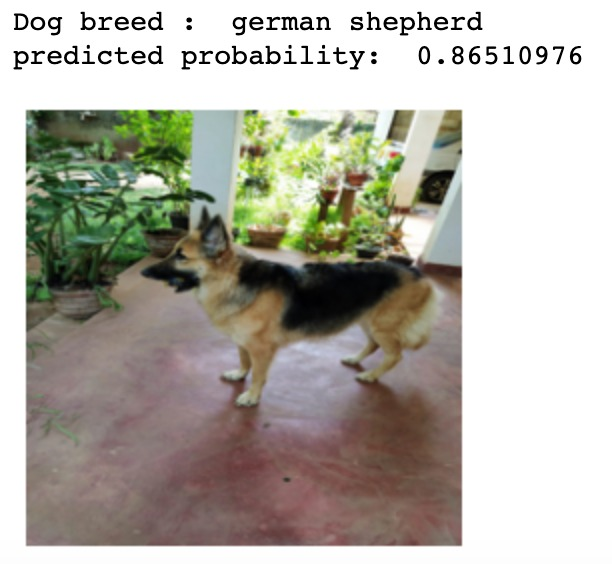 Dog breed :  german shepherd
predicted probability:  0.86510976